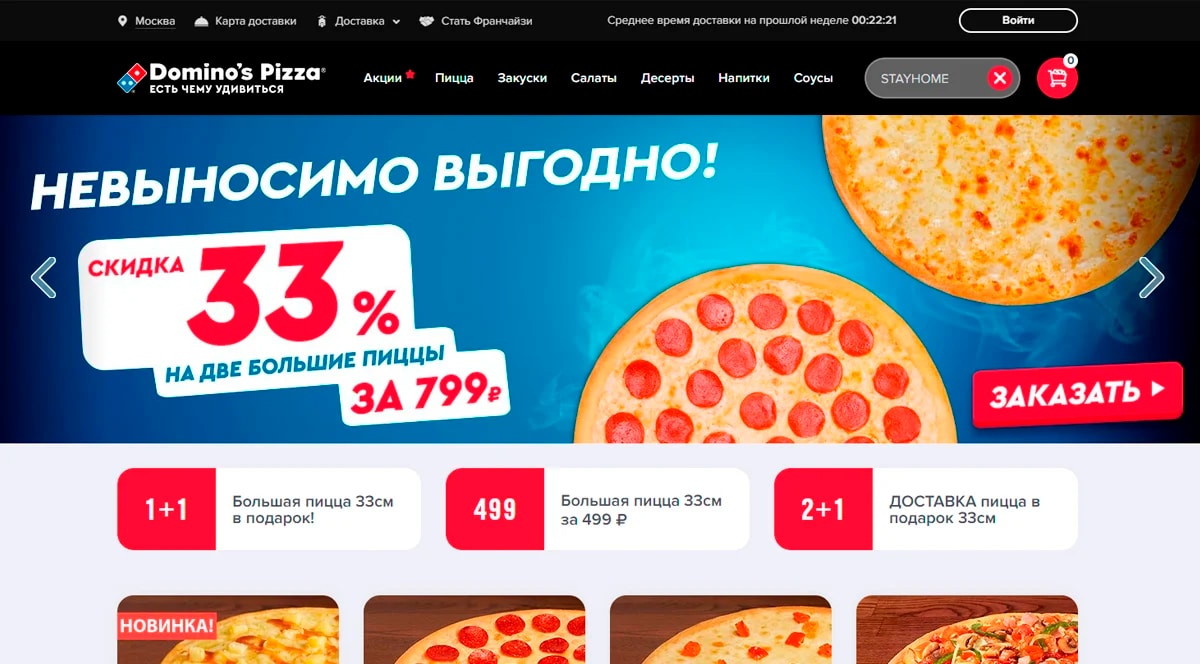 Москва
Карта доставки
Доставка
Стать Франчайзи
Среднее время доставки на прошлой неделе 00:22:21
Войти
Domino's Pizza®
ЕСТЬ ЧЕМУ УДИВИТЬСЯ
Акции
Пицца
Закуски
Салаты
Десерты
Напитки
Соусы
STAYHOME
0
НЕВЫНОСИМО ВЫГОДНО!
СКИДКА 33%
НА ДВЕ БОЛЬШИЕ ПИЦЦЫ
ЗА 799₽
ЗАКАЗАТЬ
1+1
Большая пицца 33см
в подарок!
499
Большая пицца 33см
за 499 ₽
2+1
ДОСТАВКА пицца в
подарок 33см
НОВИНКА!